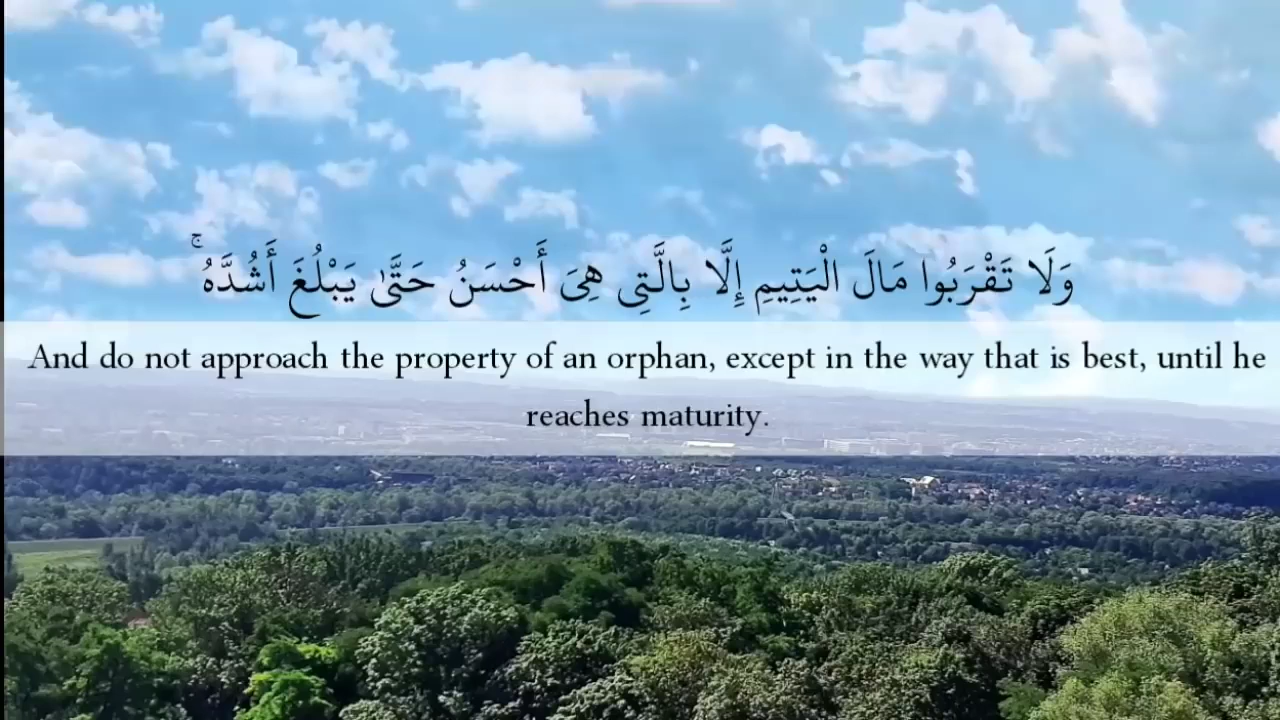 وَلَا تَقْرَبُوا مَالَ الْيَتِيمِ إِلَّا بِالَّتِى هِىَ أَحْسَنُ حَتَّىٰ يَبْلُغَ أَشُدَّهُ ۚ
And do not approach the property of an orphan, except in the way that is best, until he
reaches maturity.